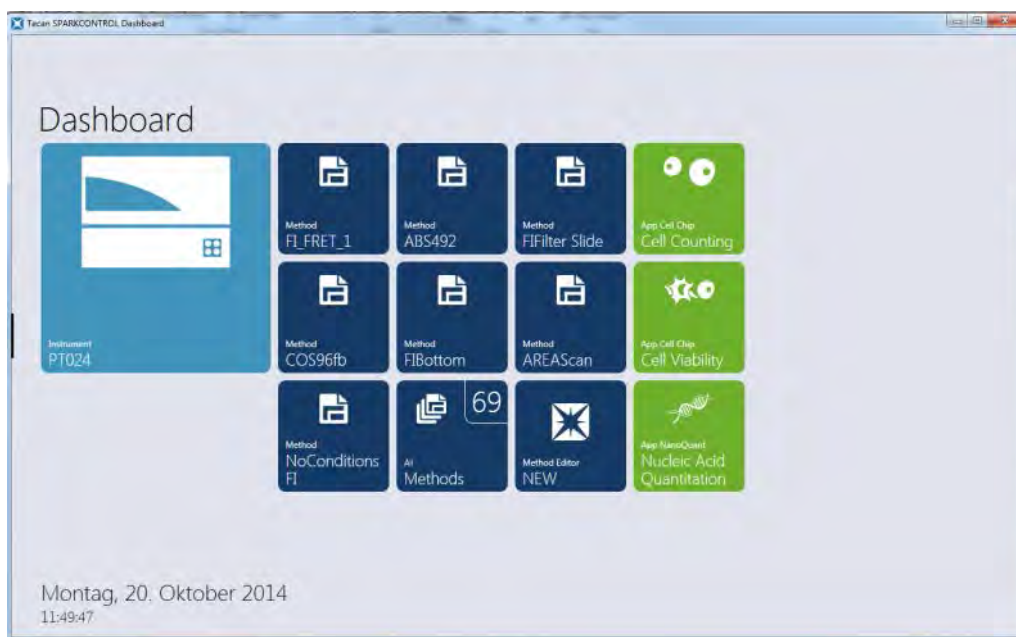 Tecan SPARKCONTROL Dashboard
Dashboard
Instrument
PT024
Method
FI_FRET_1
Method
ABS492
Method
FIFilter Slide
App Cell Chip
Cell Counting
Method
COS96fb
Method
FIBottom
Method
AREAScan
App Cell Chip
Cell Viability
Method
NoConditions
FI
69
All
Methods
Method Editor
NEW
App NanoQuant
Nucleic Acid
Quantitation
Montag, 20. Oktober 2014
11:49:47